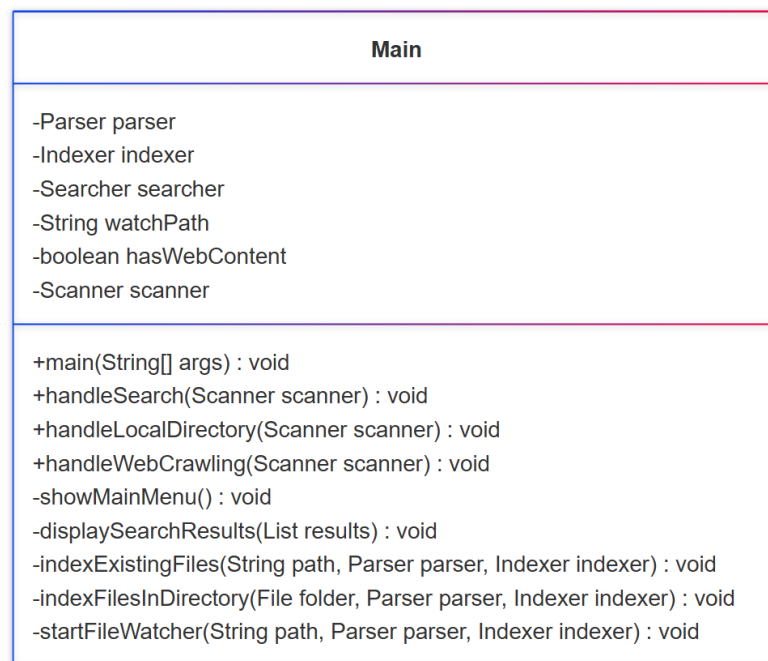 Main
-Parser parser
-Indexer indexer
-Searcher searcher
-String watchPath
-boolean hasWebContent
-Scanner scanner
+main(String[] args) : void
+handleSearch(Scanner scanner) : void
+handleLocalDirectory(Scanner scanner) : void
+handleWebCrawling(Scanner scanner) : void
-showMainMenu() : void
-displaySearchResults(List results) : void
-indexExistingFiles(String path, Parser parser, Indexer indexer) : void
-indexFilesInDirectory(File folder, Parser parser, Indexer indexer) : void
-startFileWatcher(String path, Parser parser, Indexer indexer) : void